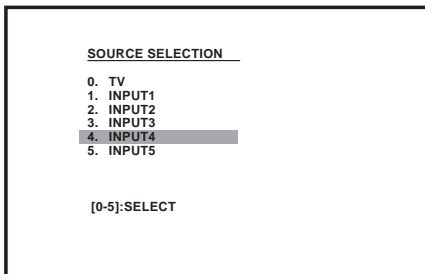 SOURCE SELECTION
0. TV
1. INPUT1
2. INPUT2
3. INPUT3
4. INPUT4
5. INPUT5
[0-5]:SELECT